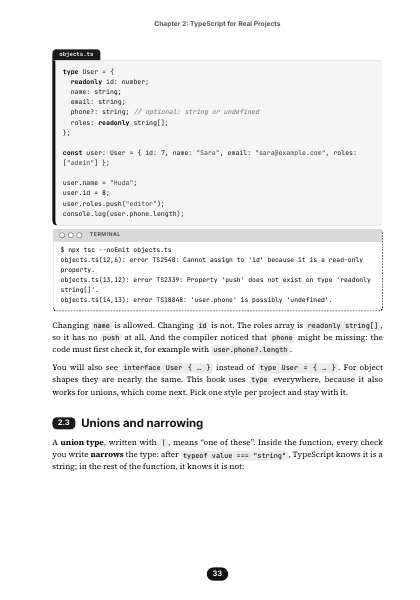 Chapter 2: TypeScript for Real Projects
objects.ts
type User = {
  readonly id: number;
  name: string;
  email: string;
  phone?: string; // optional: string or undefined
  roles: readonly string[];
};
const user: User = { id: 7, name: "Sara", email: "sara@example.com", roles:
["admin"] };
user.name = "Huda";
user.id = 8;
user.roles.push("editor");
console.log(user.phone.length);
TERMINAL
$ npx tsc --noEmit objects.ts
objects.ts(12,6): error TS2540: Cannot assign to 'id' because it is a read-only
property.
objects.ts(13,12): error TS2339: Property 'push' does not exist on type 'readonly
string[]'.
objects.ts(14,13): error TS18048: 'user.phone' is possibly 'undefined'.
Changing name is allowed. Changing id is not. The roles array is readonly string[],
so it has no push at all. And the compiler noticed that phone might be missing: the
code must first check it, for example with user.phone?.length.
You will also see interface User { … } instead of type User = { … }. For object
shapes they are nearly the same. This book uses type everywhere, because it also
works for unions, which come next. Pick one style per project and stay with it.
2.3 Unions and narrowing
A union type, written with |, means “one of these”. Inside the function, every check
you write narrows the type: after typeof value === "string", TypeScript knows it is a
string; in the rest of the function, it knows it is not:
33